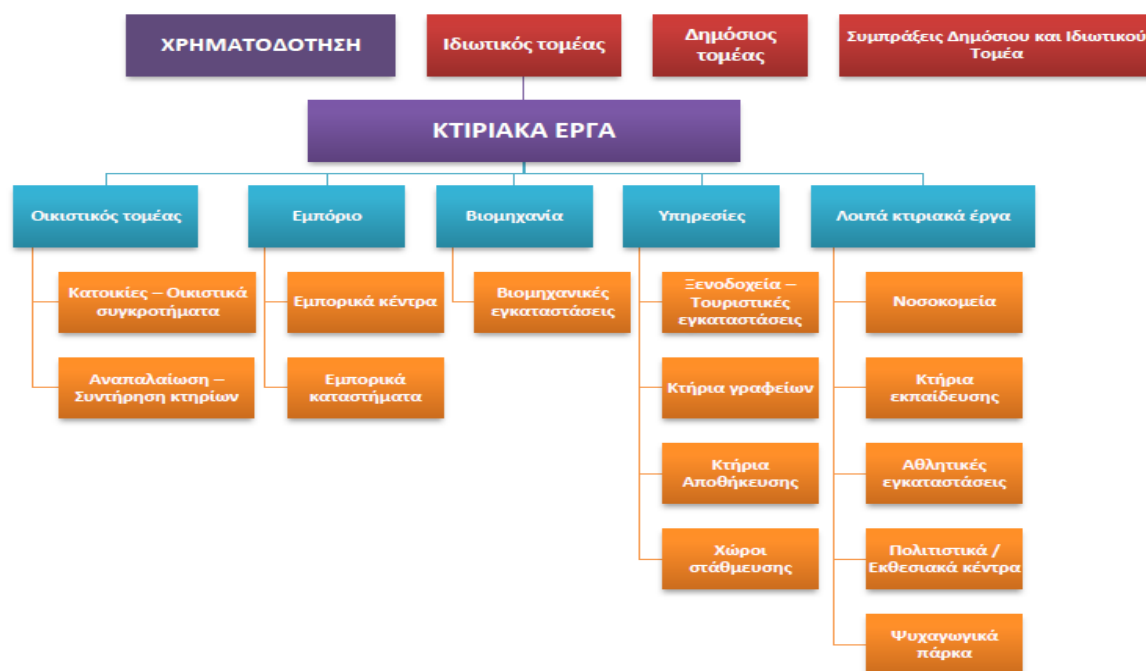 ΧΡΗΜΑΤΟΔΟΤΗΣΗ
Ιδιωτικός τομέας
Δημόσιος
τομέας
Συμπράξεις Δημόσιου και Ιδιωτικού
Τομέα
ΚΤΙΡΙΑΚΑ ΕΡΓΑ
Οικιστικός τομέας
Εμπόριο
Βιομηχανία
Υπηρεσίες
Λοιπά κτιριακά έργα
Κατοικίες – Οικιστικά
συγκροτήματα
Αναπαλαίωση –
Συντήρηση κτηρίων
Εμπορικά κέντρα
Εμπορικά
καταστήματα
Βιομηχανικές
εγκαταστάσεις
Ξενοδοχεία –
Τουριστικές
εγκαταστάσεις
Κτήρια γραφείων
Κτήρια
Αποθήκευσης
Χώροι
στάθμευσης
Νοσοκομεία
Κτήρια
εκπαίδευσης
Αθλητικές
εγκαταστάσεις
Πολιτιστικά /
Εκθεσιακά κέντρα
Ψυχαγωγικά
πάρκα